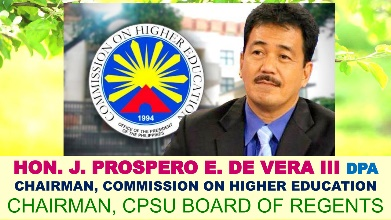 COMMISSION ON HIGHER EDUCATION
OFFICE OF THE PRESIDENT
OF THE PHILIPPINES
1994
HON. J. PROSPERO E. DE VERA III DPA
CHAIRMAN, COMMISSION ON HIGHER EDUCATION
CHAIRMAN, CPSU BOARD OF REGENTS